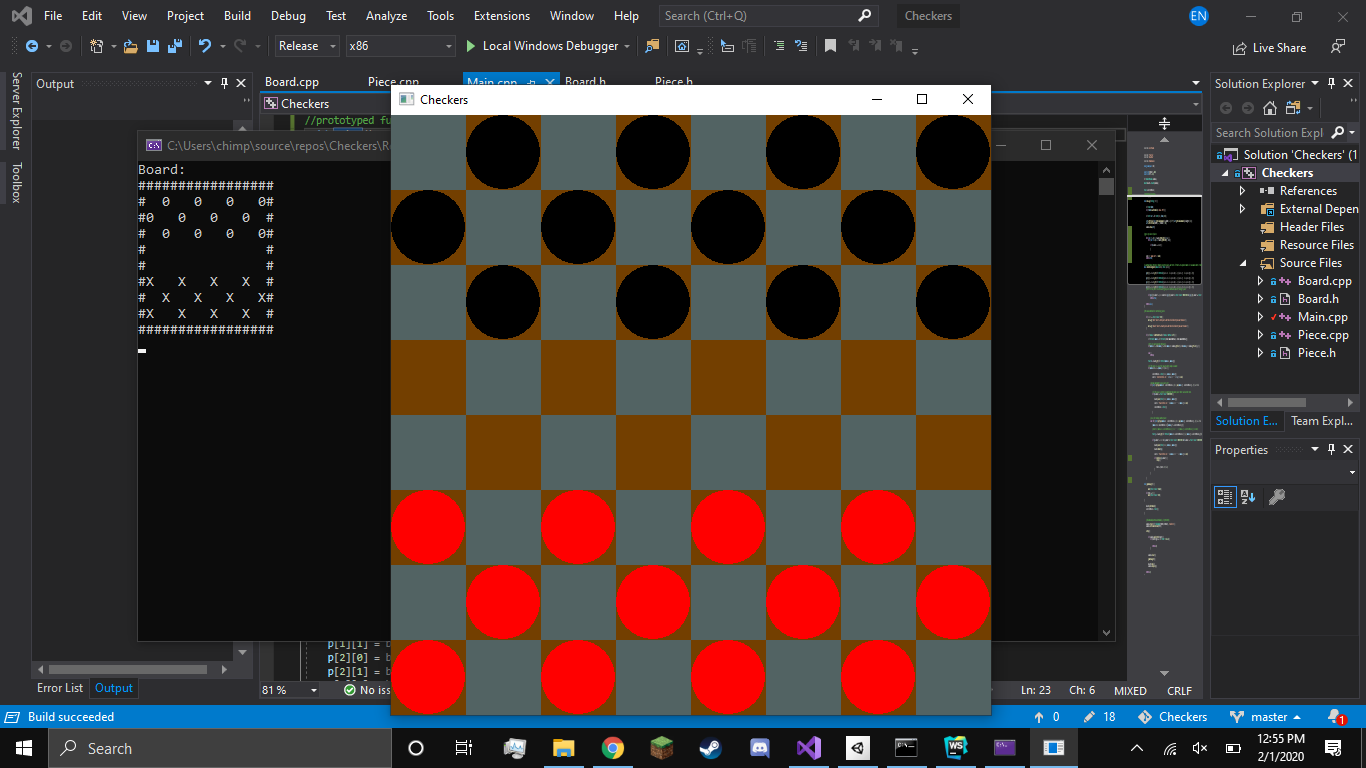 File Edit View Project Build Debug Test Analyze Tools Extensions Window Help Search (Ctrl+Q) Checkers EN
Release x86 Local Windows Debugger Live Share
Server Explorer
Toolbox
Output
Board.cpp Piece.cpp Main.cpp Board.h Piece.h
Checkers
//prototyped fu
C:\Users\chimp\source\repos\Checkers\Re
Board:
#################
#  0   0   0   0#
#0   0   0   0  #
#  0   0   0   0#
#               #
#               #
#X   X   X   X  #
#  X   X   X   X#
#X   X   X   X  #
#################
Checkers
p[1][1] = b
p[2][0] = b
p[2][1] = b
81 % No iss Ln: 23 Ch: 6 MIXED CRLF
Error List Output
Solution Explorer
Search Solution Expl
Solution 'Checkers' (1
Checkers
References
External Depen
Header Files
Resource Files
Source Files
Board.cpp
Board.h
Main.cpp
Piece.cpp
Piece.h
Solution E... Team Expl...
Properties
Build succeeded 0 18 Checkers master 1
Search 12:55 PM
2/1/2020